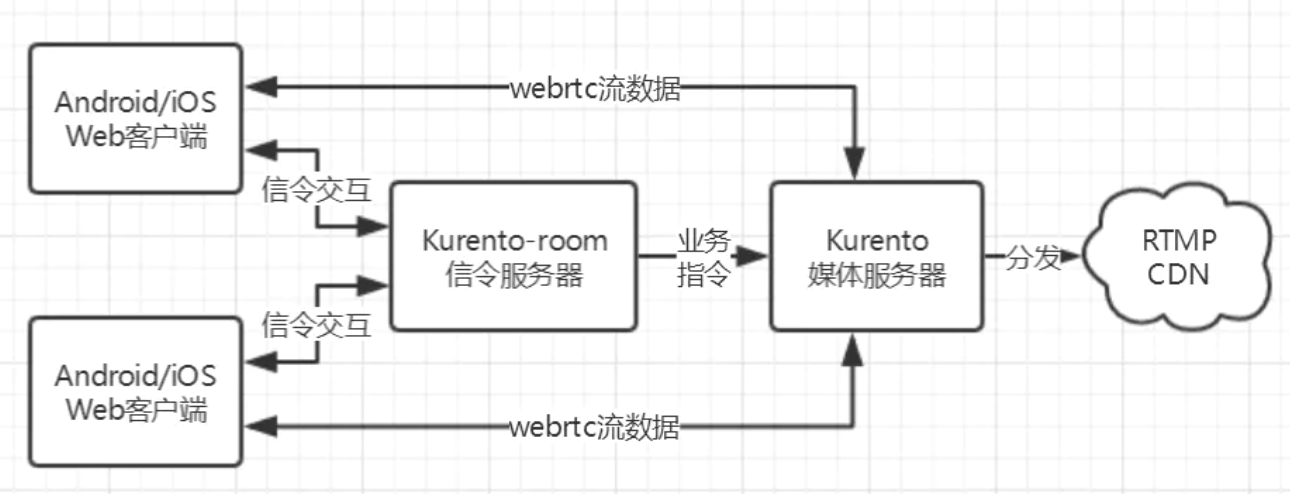 Android/iOS
Web客户端
webrtc流数据
信令交互
Kurento-room
信令服务器
业务
指令
Kurento
媒体服务器
分发
RTMP
CDN
信令交互
Android/iOS
Web客户端
webrtc流数据